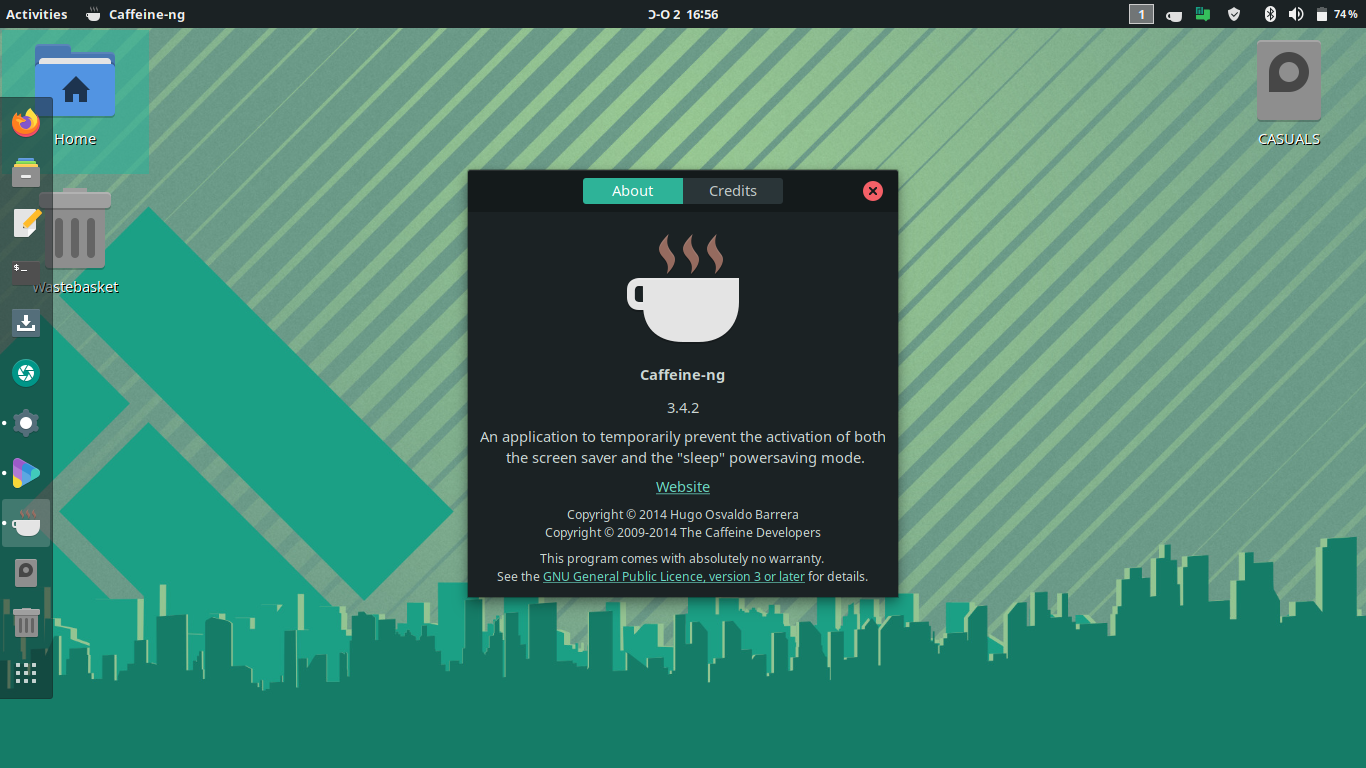 Activities
Caffeine-ng
Ɔ-O 2 16:56
1
74 %
Home
CASUALS
Wastebasket
$_
About
Credits
Caffeine-ng
3.4.2
An application to temporarily prevent the activation of both
the screen saver and the "sleep" powersaving mode.
Website
Copyright © 2014 Hugo Osvaldo Barrera
Copyright © 2009-2014 The Caffeine Developers
This program comes with absolutely no warranty.
See the GNU General Public Licence, version 3 or later for details.